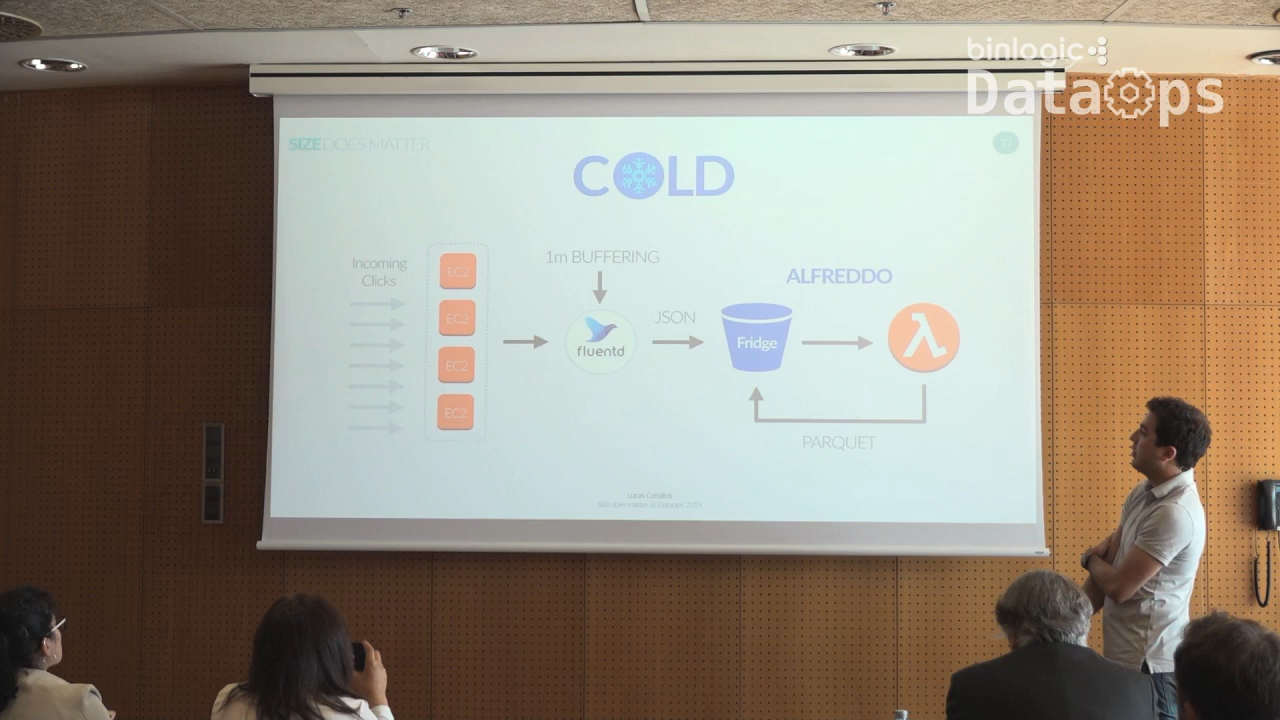 binlogic
DataOps
SIZE DOES MATTER
COLD
Incoming
Clicks
EC2
EC2
EC2
EC2
1m BUFFERING
fluentd
JSON
ALFREDDO
Fridge
λ
PARQUET
Lucas Ceballos
Size does matter @ Dataops 2019